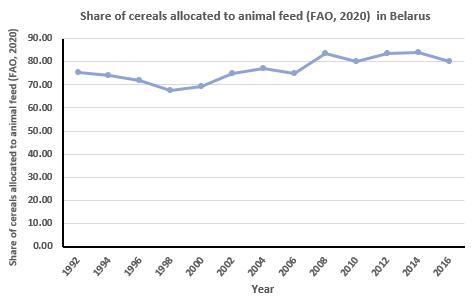 Share of cereals allocated to animal feed (FAO, 2020)  in Belarus
Share of cereals allocated to animal feed (FAO, 2020)
90.00
80.00
70.00
60.00
50.00
40.00
30.00
20.00
10.00
0.00
1992 1994 1996 1998 2000 2002 2004 2006 2008 2010 2012 2014 2016
Year